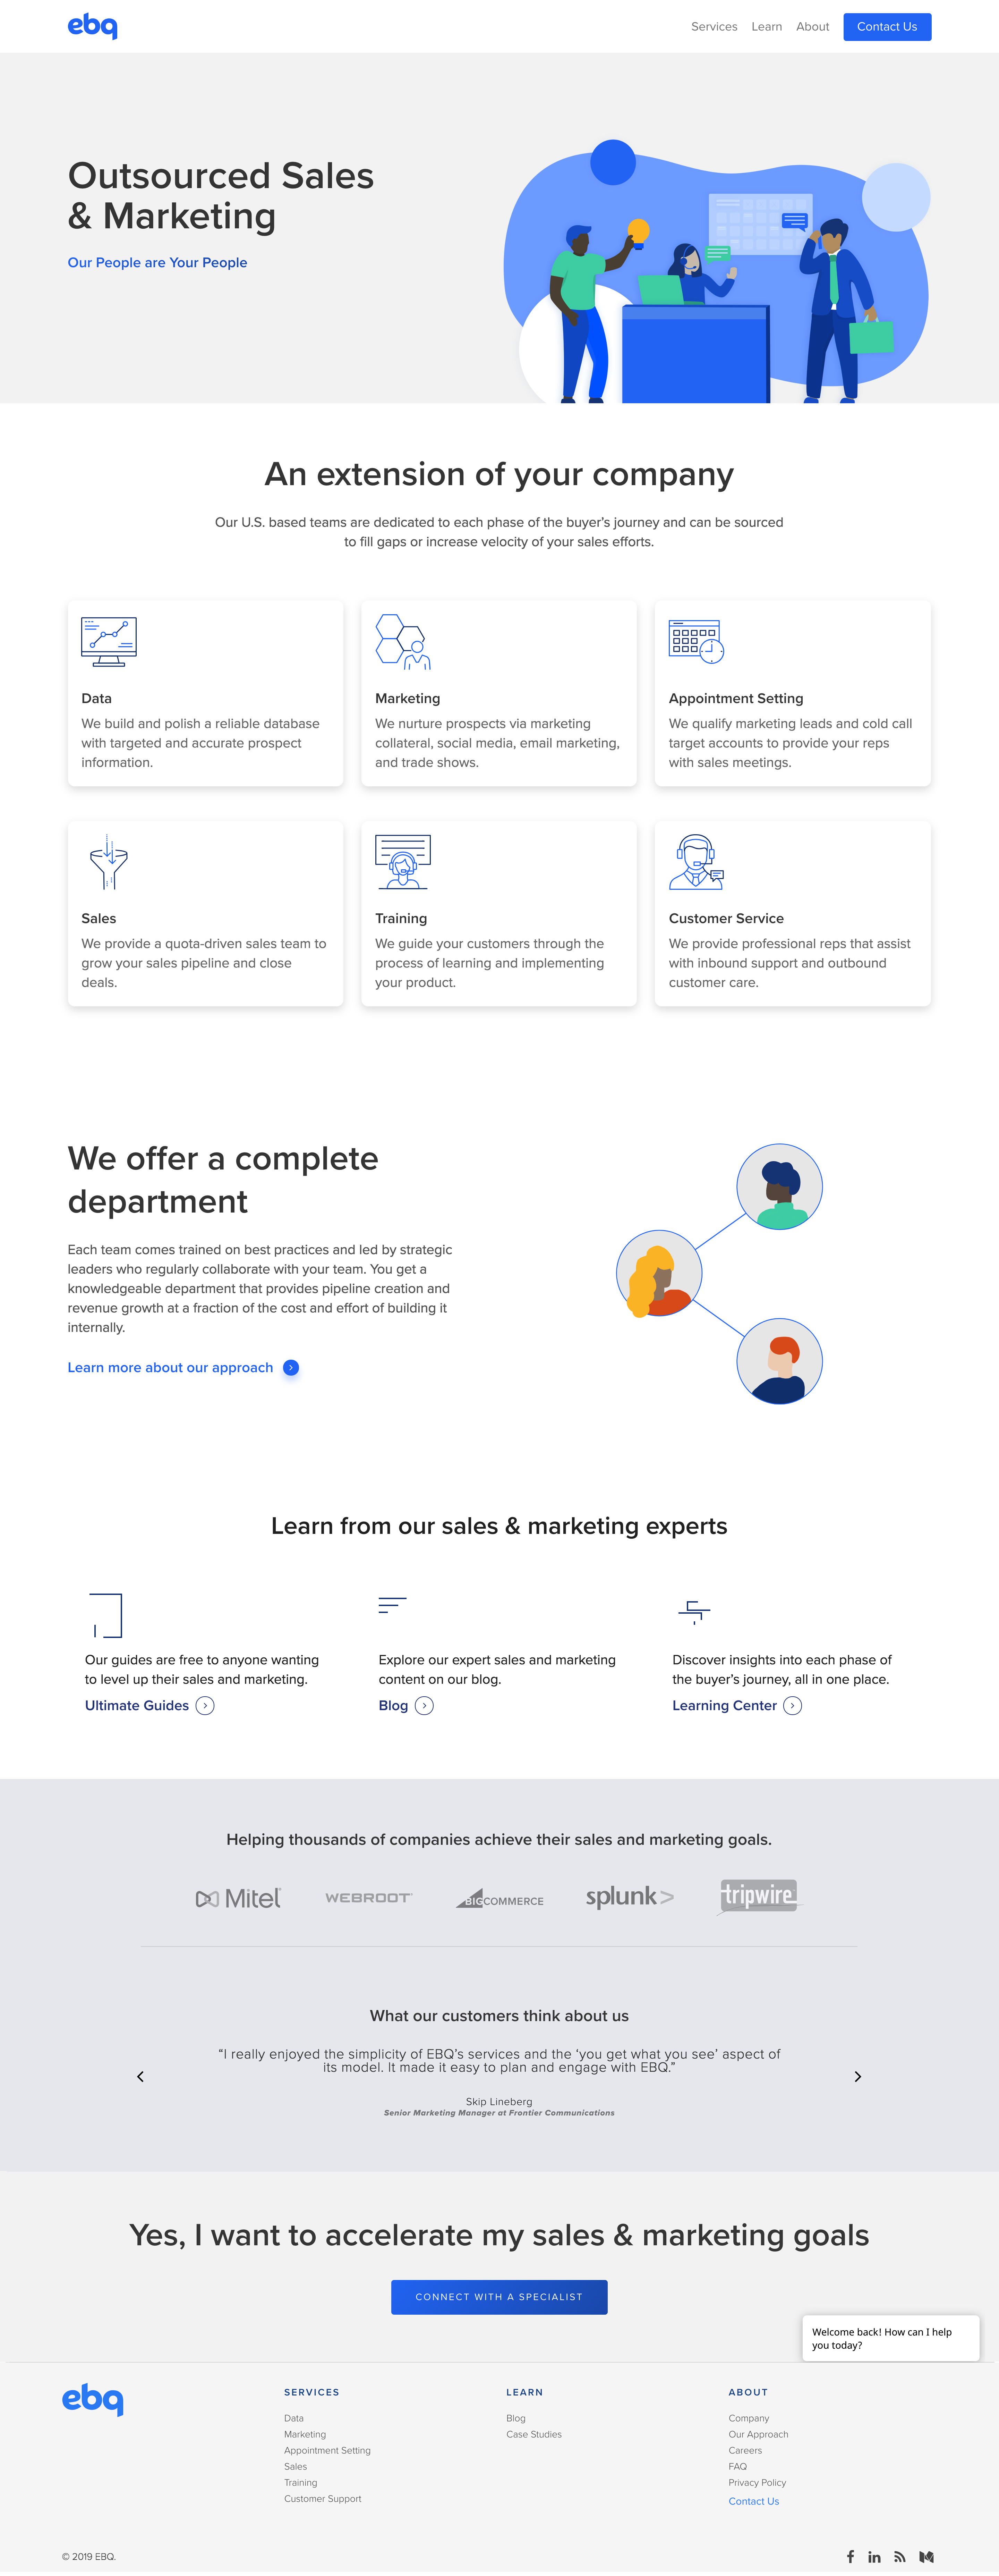 ebq
Services Learn About Contact Us
Outsourced Sales
& Marketing
Our People are Your People
An extension of your company
Our U.S. based teams are dedicated to each phase of the buyer's journey and can be sourced
to fill gaps or increase velocity of your sales efforts.
Data
We build and polish a reliable database
with targeted and accurate prospect
information.
Marketing
We nurture prospects via marketing
collateral, social media, email marketing,
and trade shows.
Appointment Setting
We qualify marketing leads and cold call
target accounts to provide your reps
with sales meetings.
Sales
We provide a quota-driven sales team to
grow your sales pipeline and close
deals.
Training
We guide your customers through the
process of learning and implementing
your product.
Customer Service
We provide professional reps that assist
with inbound support and outbound
customer care.
We offer a complete
department
Each team comes trained on best practices and led by strategic
leaders who regularly collaborate with your team. You get a
knowledgeable department that provides pipeline creation and
revenue growth at a fraction of the cost and effort of building it
internally.
Learn more about our approach
Learn from our sales & marketing experts
Our guides are free to anyone wanting
to level up their sales and marketing.
Ultimate Guides
Explore our expert sales and marketing
content on our blog.
Blog
Discover insights into each phase of
the buyer's journey, all in one place.
Learning Center
Helping thousands of companies achieve their sales and marketing goals.
Mitel WEBROOT BIGCOMMERCE splunk> tripwire
What our customers think about us
“I really enjoyed the simplicity of EBQ’s services and the ‘you get what you see’ aspect of
its model. It made it easy to plan and engage with EBQ.”
Skip Lineberg
Senior Marketing Manager at Frontier Communications
Yes, I want to accelerate my sales & marketing goals
CONNECT WITH A SPECIALIST
Welcome back! How can I help
you today?
ebq
SERVICES
Data
Marketing
Appointment Setting
Sales
Training
Customer Support
LEARN
Blog
Case Studies
ABOUT
Company
Our Approach
Careers
FAQ
Privacy Policy
Contact Us
© 2019 EBQ.